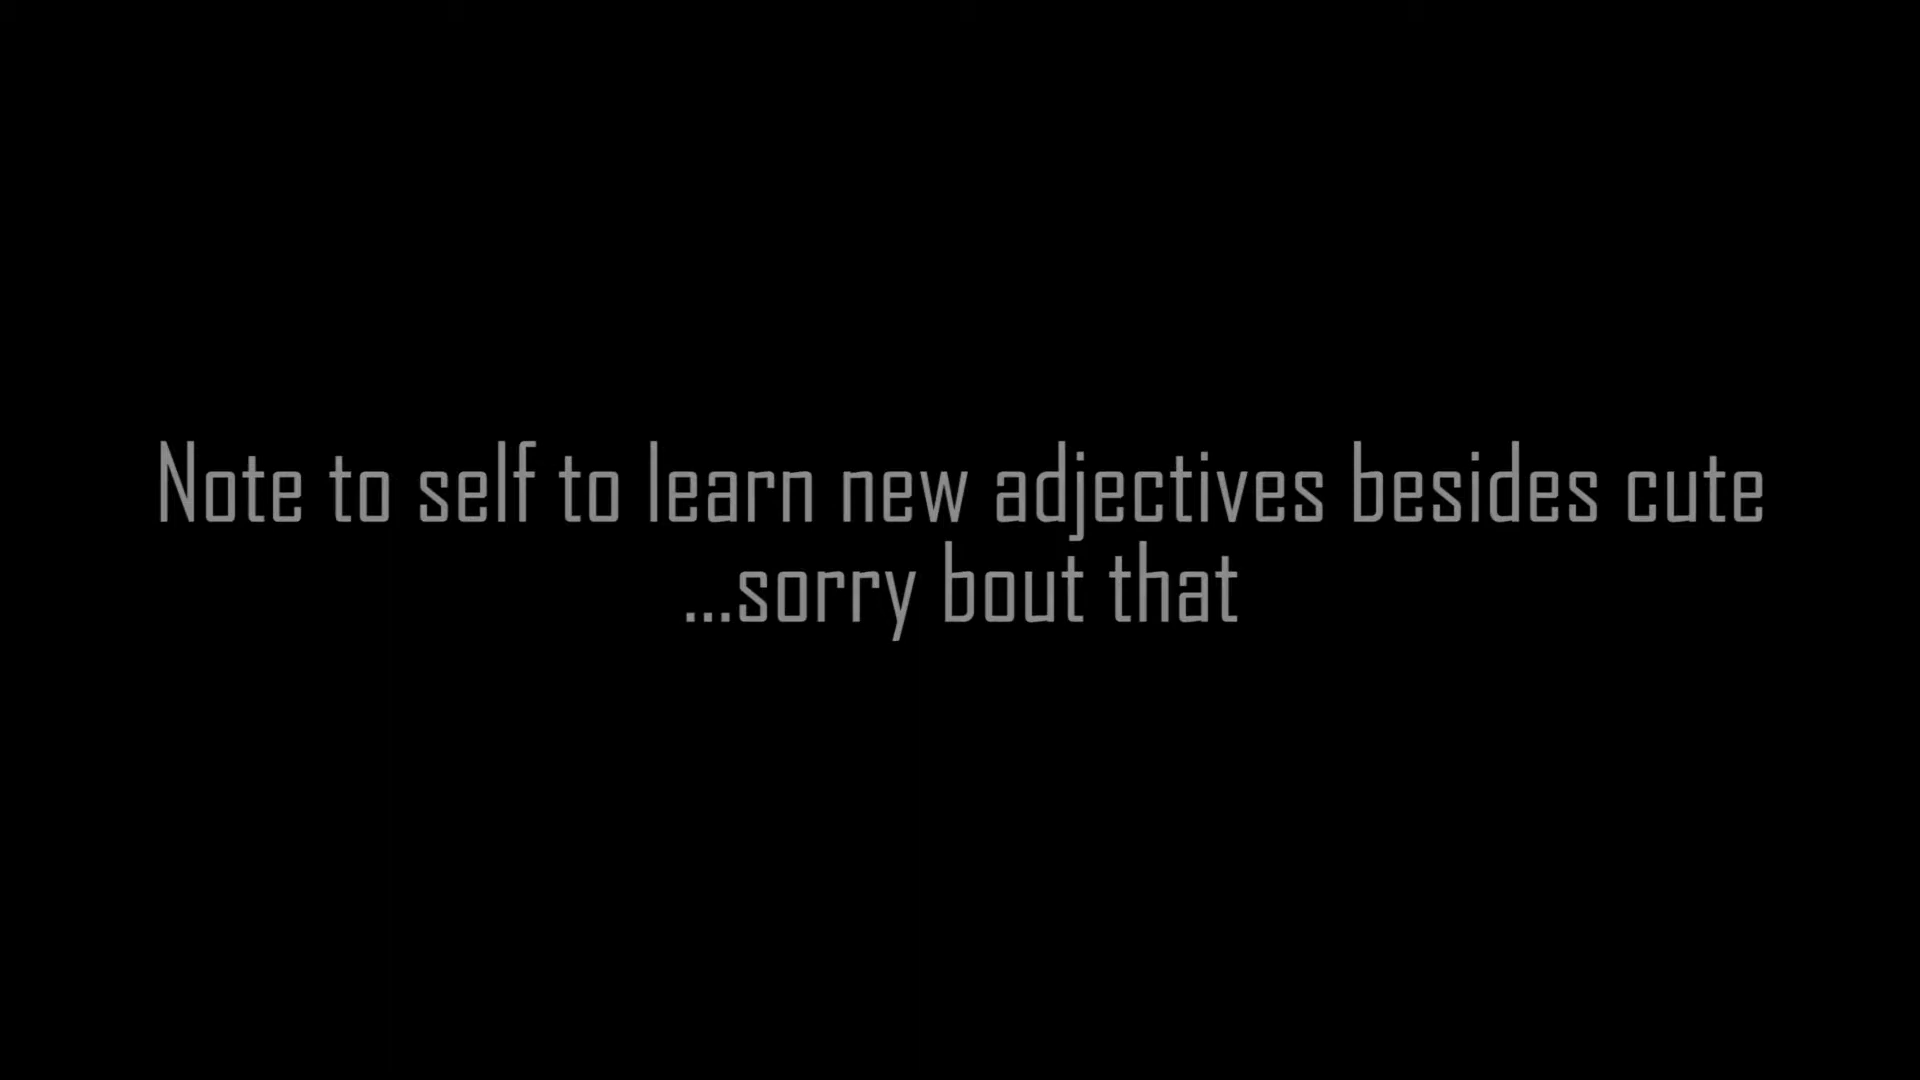 Note to self to learn new adjectives besides cute
...sorry bout that